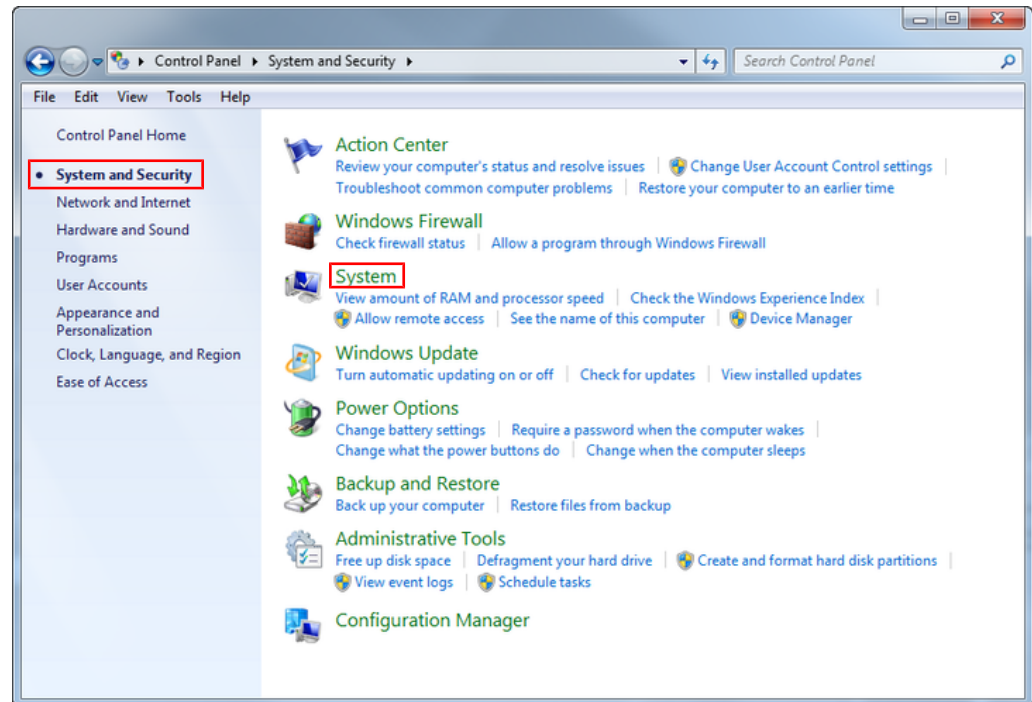 Control Panel System and Security
Search Control Panel
File Edit View Tools Help
Control Panel Home
System and Security
Network and Internet
Hardware and Sound
Programs
User Accounts
Appearance and
Personalization
Clock, Language, and Region
Ease of Access
Action Center
Review your computer's status and resolve issues Change User Account Control settings
Troubleshoot common computer problems Restore your computer to an earlier time
Windows Firewall
Check firewall status Allow a program through Windows Firewall
System
View amount of RAM and processor speed Check the Windows Experience Index
Allow remote access See the name of this computer Device Manager
Windows Update
Turn automatic updating on or off Check for updates View installed updates
Power Options
Change battery settings Require a password when the computer wakes
Change what the power buttons do Change when the computer sleeps
Backup and Restore
Back up your computer Restore files from backup
Administrative Tools
Free up disk space Defragment your hard drive Create and format hard disk partitions
View event logs Schedule tasks
Configuration Manager